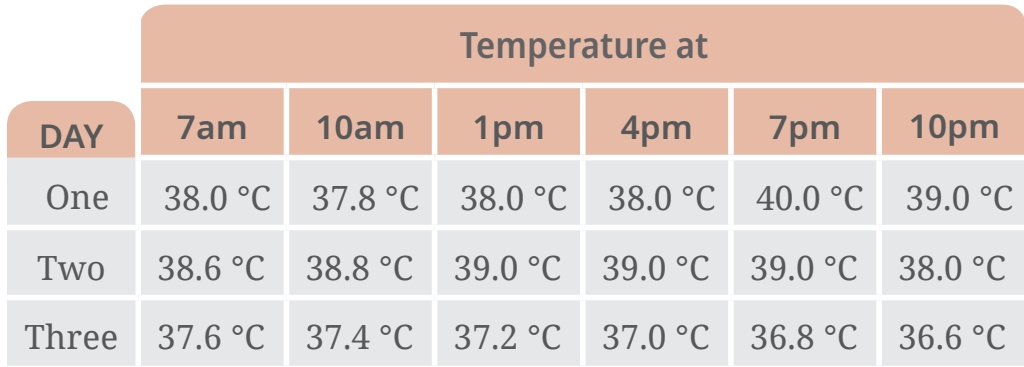 Temperature at
DAY 7am 10am 1pm 4pm 7pm 10pm
One 38.0 °C 37.8 °C 38.0 °C 38.0 °C 40.0 °C 39.0 °C
Two 38.6 °C 38.8 °C 39.0 °C 39.0 °C 39.0 °C 38.0 °C
Three 37.6 °C 37.4 °C 37.2 °C 37.0 °C 36.8 °C 36.6 °C